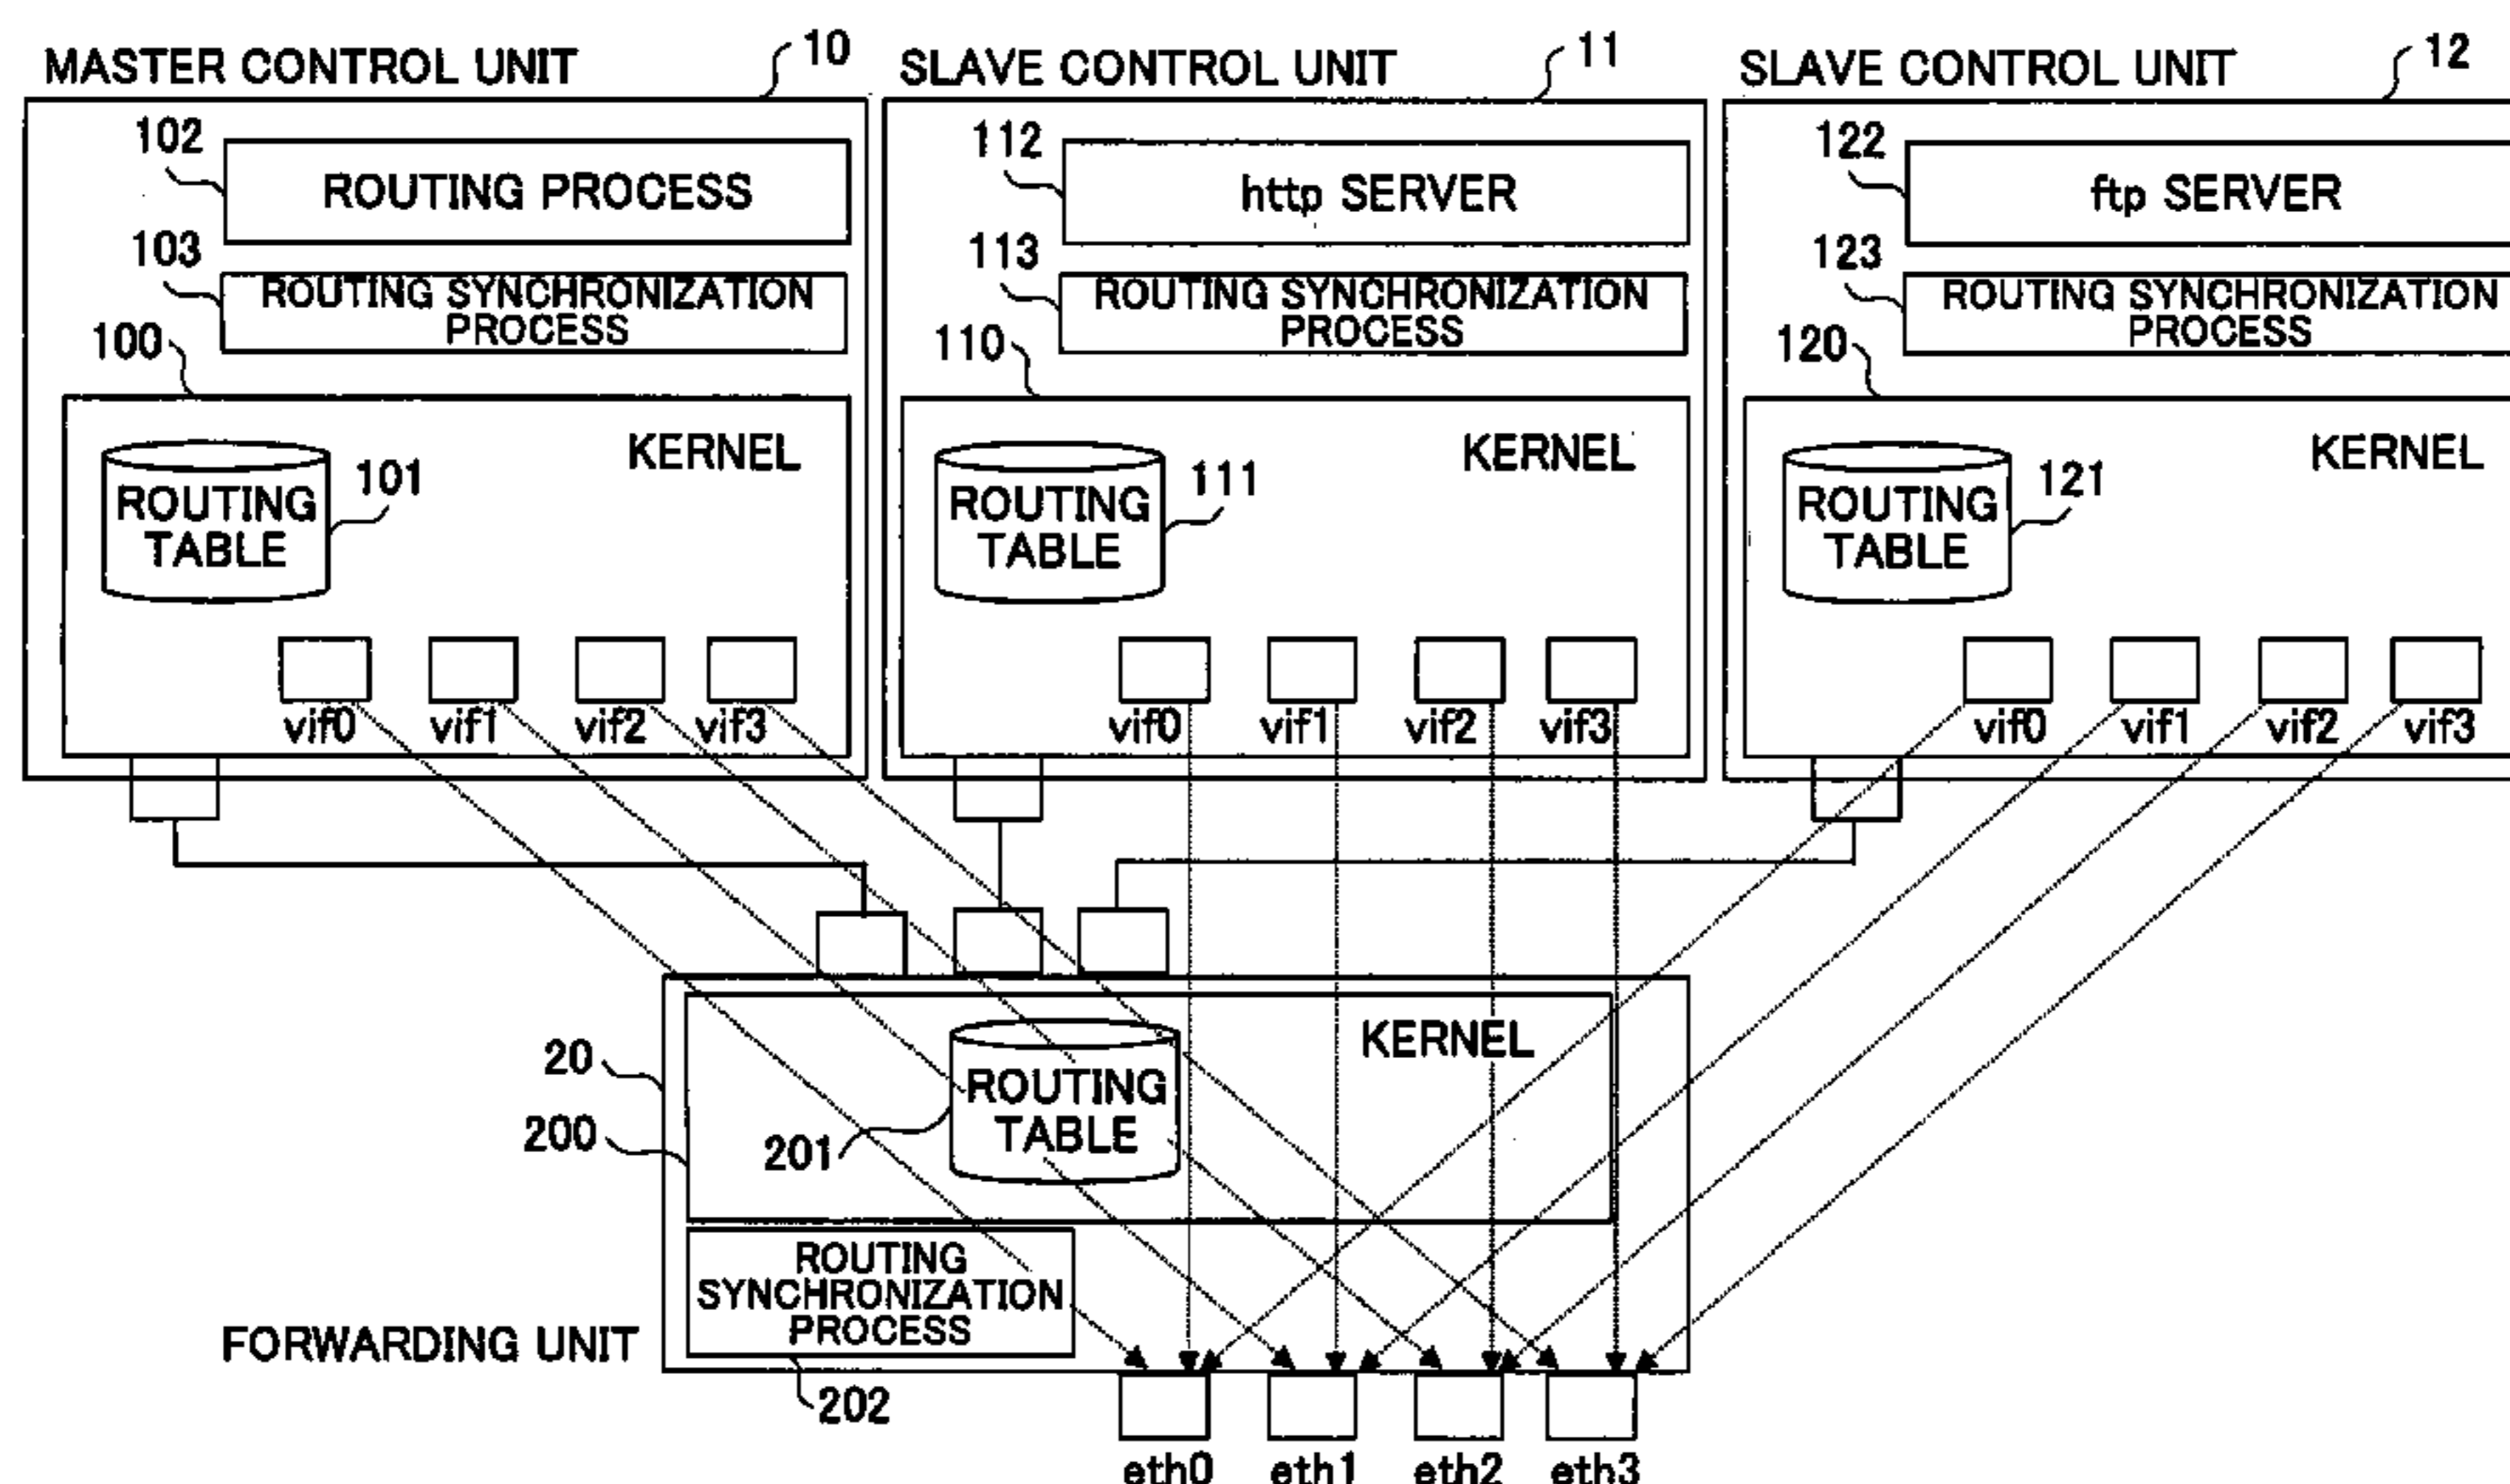 MASTER CONTROL UNIT
10
SLAVE CONTROL UNIT
11
SLAVE CONTROL UNIT
12
102
ROUTING PROCESS
112
http SERVER
122
ftp SERVER
103
ROUTING SYNCHRONIZATION
PROCESS
113
ROUTING SYNCHRONIZATION
PROCESS
123
ROUTING SYNCHRONIZATION
PROCESS
100
110
120
KERNEL
KERNEL
KERNEL
ROUTING
TABLE
101
ROUTING
TABLE
111
ROUTING
TABLE
121
vif0
vif1
vif2
vif3
vif0
vif1
vif2
vif3
vif0
vif1
vif2
vif3
20
KERNEL
200
201
ROUTING
TABLE
FORWARDING UNIT
ROUTING
SYNCHRONIZATION
PROCESS
202
eth0
eth1
eth2
eth3